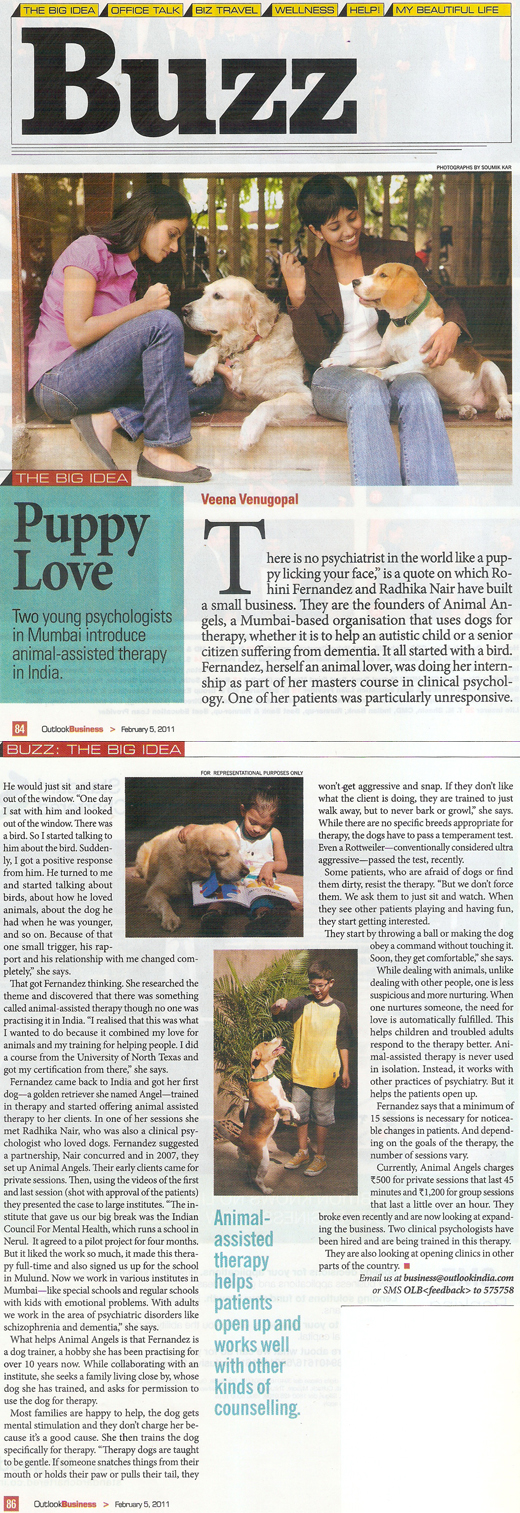 THE BIG IDEA OFFICE TALK BIZ TRAVEL WELLNESS HELP! MY BEAUTIFUL LIFE
Buzz
PHOTOGRAPHS BY SOUMIK KAR
THE BIG IDEA
Puppy
Love
Two young psychologists
in Mumbai introduce
animal-assisted therapy
in India.
Veena Venugopal
There is no psychiatrist in the world like a pup-
py licking your face,” is a quote on which Ro-
hini Fernandez and Radhika Nair have built
a small business. They are the founders of Animal An-
gels, a Mumbai-based organisation that uses dogs for
therapy, whether it is to help an autistic child or a senior
citizen suffering from dementia. It all started with a bird.
Fernandez, herself an animal lover, was doing her intern-
ship as part of her masters course in clinical psychol-
ogy. One of her patients was particularly unresponsive.
84 OutlookBusiness > February 5, 2011
BUZZ: THE BIG IDEA
FOR REPRESENTATIONAL PURPOSES ONLY
He would just sit and stare
out of the window. “One day
I sat with him and looked
out of the window. There was
a bird. So I started talking to
him about the bird. Sudden-
ly, I got a positive response
from him. He turned to me
and started talking about
birds, about how he loved
animals, about the dog he
had when he was younger,
and so on. Because of that
one small trigger, his rap-
port and his relationship with me changed com-
pletely,” she says.
That got Fernandez thinking. She researched the
theme and discovered that there was something
called animal-assisted therapy though no one was
practising it in India. “I realised that this was what
I wanted to do because it combined my love for
animals and my training for helping people. I did
a course from the University of North Texas and
got my certification from there,” she says.
Fernandez came back to India and got her first
dog—a golden retriever she named Angel—trained
in therapy and started offering animal assisted
therapy to her clients. In one of her sessions she
met Radhika Nair, who was also a clinical psy-
chologist who loved dogs. Fernandez suggested
a partnership, Nair concurred and in 2007, they
set up Animal Angels. Their early clients came for
private sessions. Then, using the videos of the first
and last session (shot with approval of the patients)
they presented the case to large institutes. “The in-
stitute that gave us our big break was the Indian
Council For Mental Health, which runs a school in
Nerul. It agreed to a pilot project for four months.
But it liked the work so much, it made this thera-
py full-time and also signed us up for the school
in Mulund. Now we work in various institutes in
Mumbai—like special schools and regular schools
with kids with emotional problems. With adults
we work in the area of psychiatric disorders like
schizophrenia and dementia,” she says.
What helps Animal Angels is that Fernandez is
a dog trainer, a hobby she has been practising for
over 10 years now. While collaborating with an
institute, she seeks a family living close by, whose
dog she has trained, and asks for permission to
use the dog for therapy.
Most families are happy to help, the dog gets
mental stimulation and they don’t charge her be-
cause it’s a good cause. She then trains the dog
specifically for therapy. “Therapy dogs are taught
to be gentle. If someone snatches things from their
mouth or holds their paw or pulls their tail, they
Animal-
assisted
therapy
helps
patients
open up and
works well
with other
kinds of
counselling.
won’t get aggressive and snap. If they don’t like
what the client is doing, they are trained to just
walk away, but to never bark or growl,” she says.
While there are no specific breeds appropriate for
therapy, the dogs have to pass a temperament test.
Even a Rottweiler—conventionally considered ultra
aggressive—passed the test, recently.
Some patients, who are afraid of dogs or find
them dirty, resist the therapy. “But we don’t force
them. We ask them to just sit and watch. When
they see other patients playing and having fun,
they start getting interested.
They start by throwing a ball or making the dog
obey a command without touching it.
Soon, they get comfortable,” she says.
While dealing with animals, unlike
dealing with other people, one is less
suspicious and more nurturing. When
one nurtures someone, the need for
love is automatically fulfilled. This
helps children and troubled adults
respond to the therapy better. Ani-
mal-assisted therapy is never used
in isolation. Instead, it works with
other practices of psychiatry. But it
helps the patients open up.
Fernandez says that a minimum of
15 sessions is necessary for noticea-
ble changes in patients. And depend-
ing on the goals of the therapy, the
number of sessions vary.
Currently, Animal Angels charges
₹500 for private sessions that last 45
minutes and ₹1,200 for group sessions
that last a little over an hour. They
broke even recently and are now looking at expand-
ing the business. Two clinical psychologists have
been hired and are being trained in this therapy.
They are also looking at opening clinics in other
parts of the country.
Email us at business@outlookindia.com
or SMS OLB<feedback> to 575758
86 OutlookBusiness > February 5, 2011